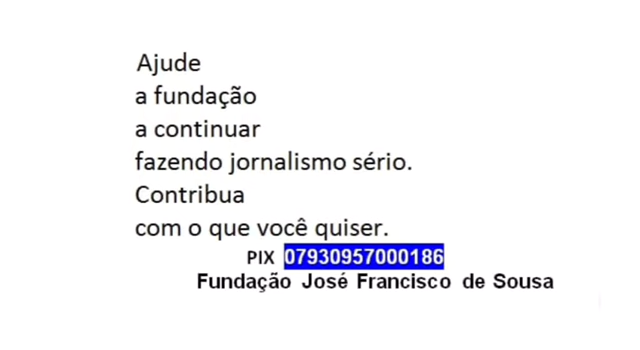 Ajude
a fundação
a continuar
fazendo jornalismo sério.
Contribua
com o que você quiser.
PIX 07930957000186
Fundação José Francisco de Sousa